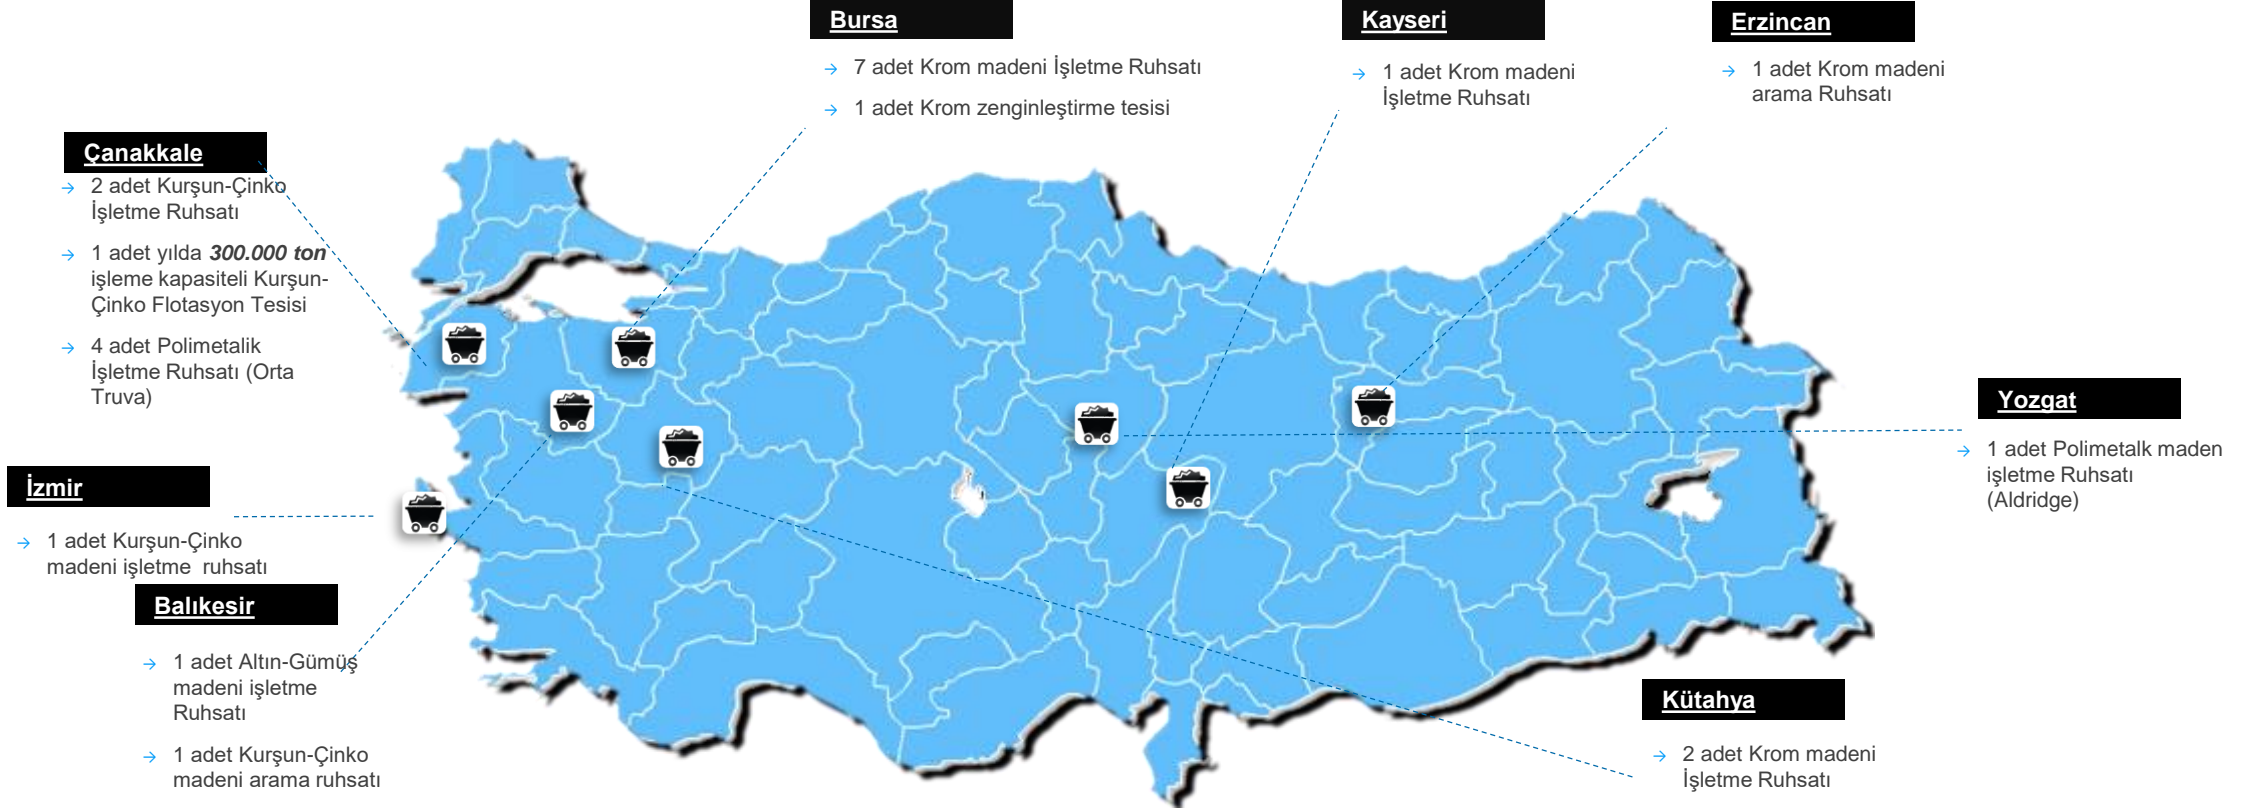 Bursa
→ 7 adet Krom madeni İşletme Ruhsatı
→ 1 adet Krom zenginleştirme tesisi
Kayseri
→ 1 adet Krom madeni
İşletme Ruhsatı
Erzincan
→ 1 adet Krom madeni
arama Ruhsatı
Çanakkale
→ 2 adet Kurşun-Çinko
İşletme Ruhsatı
→ 1 adet yılda 300.000 ton
işleme kapasiteli Kurşun-
Çinko Flotasyon Tesisi
→ 4 adet Polimetalik
İşletme Ruhsatı (Orta
Truva)
Yozgat
→ 1 adet Polimetalk maden
işletme Ruhsatı
(Aldridge)
İzmir
→ 1 adet Kurşun-Çinko
madeni işletme  ruhsatı
Balıkesir
→ 1 adet Altın-Gümüş
madeni işletme
Ruhsatı
→ 1 adet Kurşun-Çinko
madeni arama ruhsatı
Kütahya
→ 2 adet Krom madeni
İşletme Ruhsatı